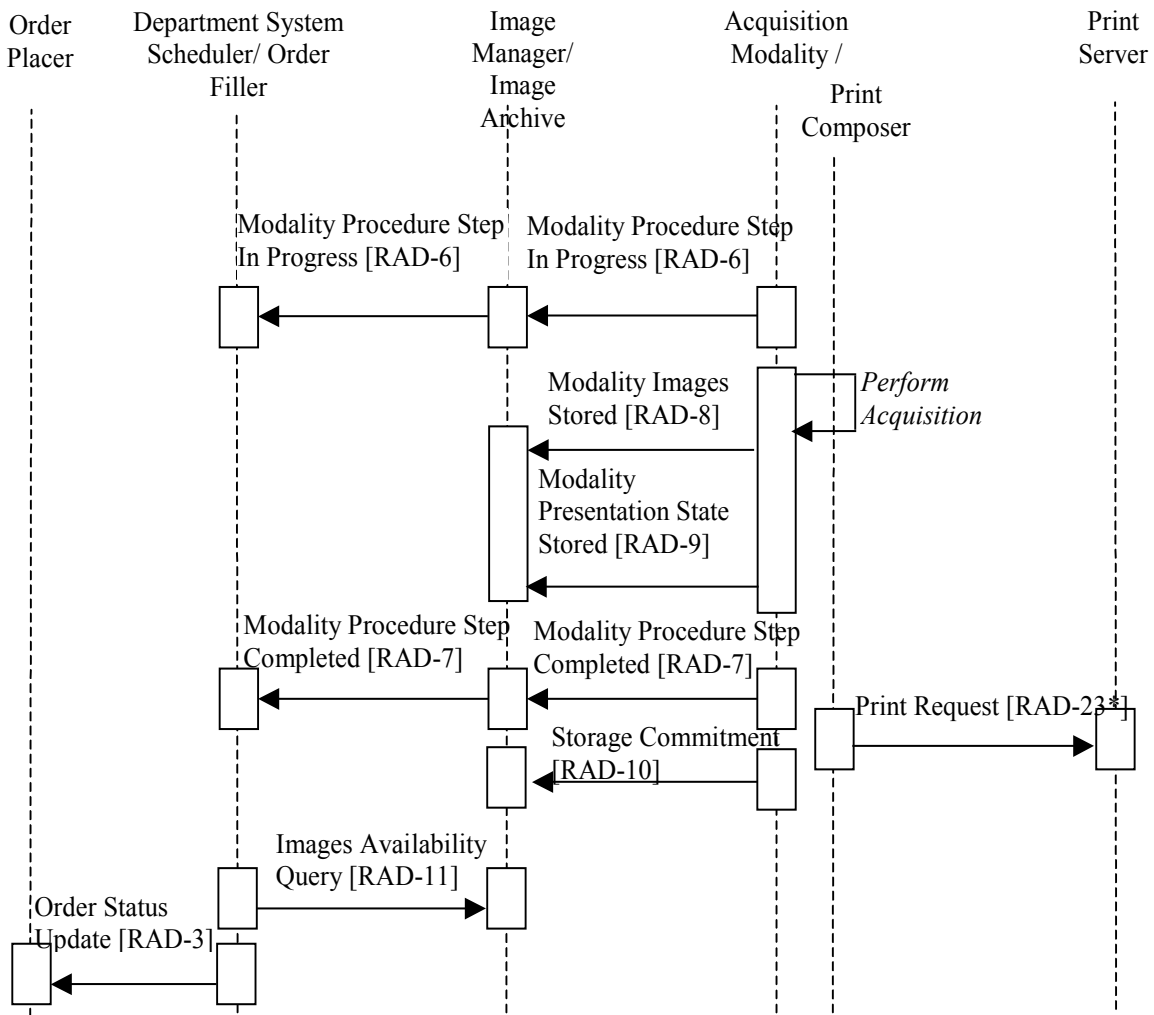 Order
Placer
Department System
Scheduler/ Order
Filler
Image
Manager/
Image
Archive
Acquisition
Modality /
Print
Composer
Print
Server
Modality Procedure Step
In Progress [RAD-6]
Modality Procedure Step
In Progress [RAD-6]
Perform
Acquisition
Modality Images
Stored [RAD-8]
Modality
Presentation State
Stored [RAD-9]
Modality Procedure Step
Completed [RAD-7]
Modality Procedure Step
Completed [RAD-7]
Print Request [RAD-23*]
Storage Commitment
[RAD-10]
Images Availability
Query [RAD-11]
Order Status
Update [RAD-3]